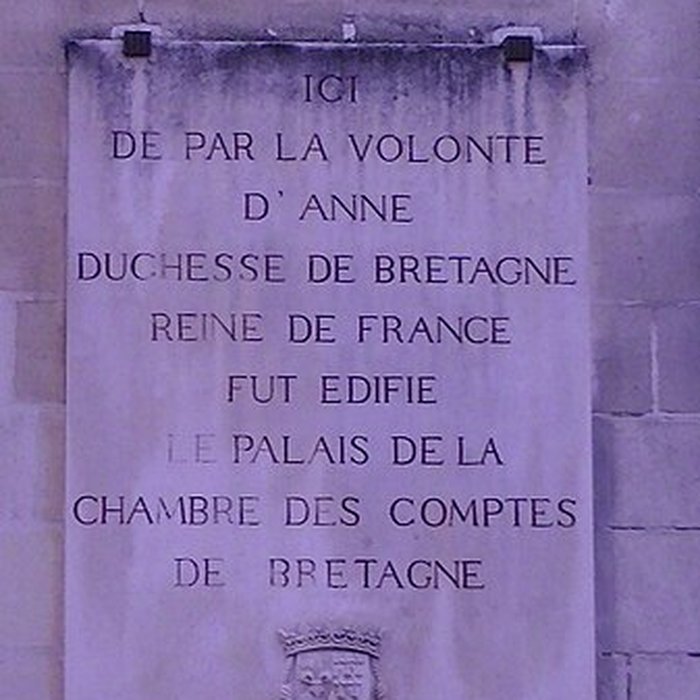 ICI
DE PAR LA VOLONTE
D'ANNE
DUCHESSE DE BRETAGNE
REINE DE FRANCE
FUT EDIFIE
LE PALAIS DE LA
CHAMBRE DES COMPTES
DE BRETAGNE